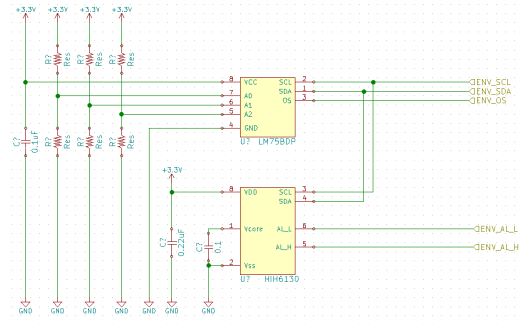 +3.3V +3.3V +3.3V +3.3V
R? Res R? Res R? Res
8 VCC SCL 2 ENV_SCL
7 A0 SDA 1 ENV_SDA
6 A1 OS 3 ENV_OS
5 A2
4 GND
U? LM75BDP
C? 0.1uF R? Res R? Res R? Res
+3.3V
8 VDD SCL 3
SDA 4
1 Vcore AL_L 6 ENV_AL_L
C? 0.22uF C? 0.1 AL_H 5 ENV_AL_H
2 Vss
U? HIH6130
GND GND GND GND GND GND GND